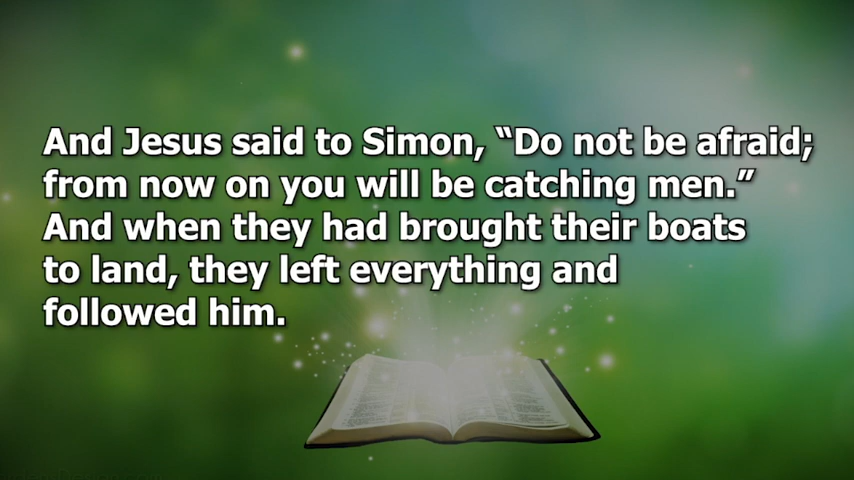 And Jesus said to Simon, “Do not be afraid;
from now on you will be catching men.”
And when they had brought their boats
to land, they left everything and
followed him.